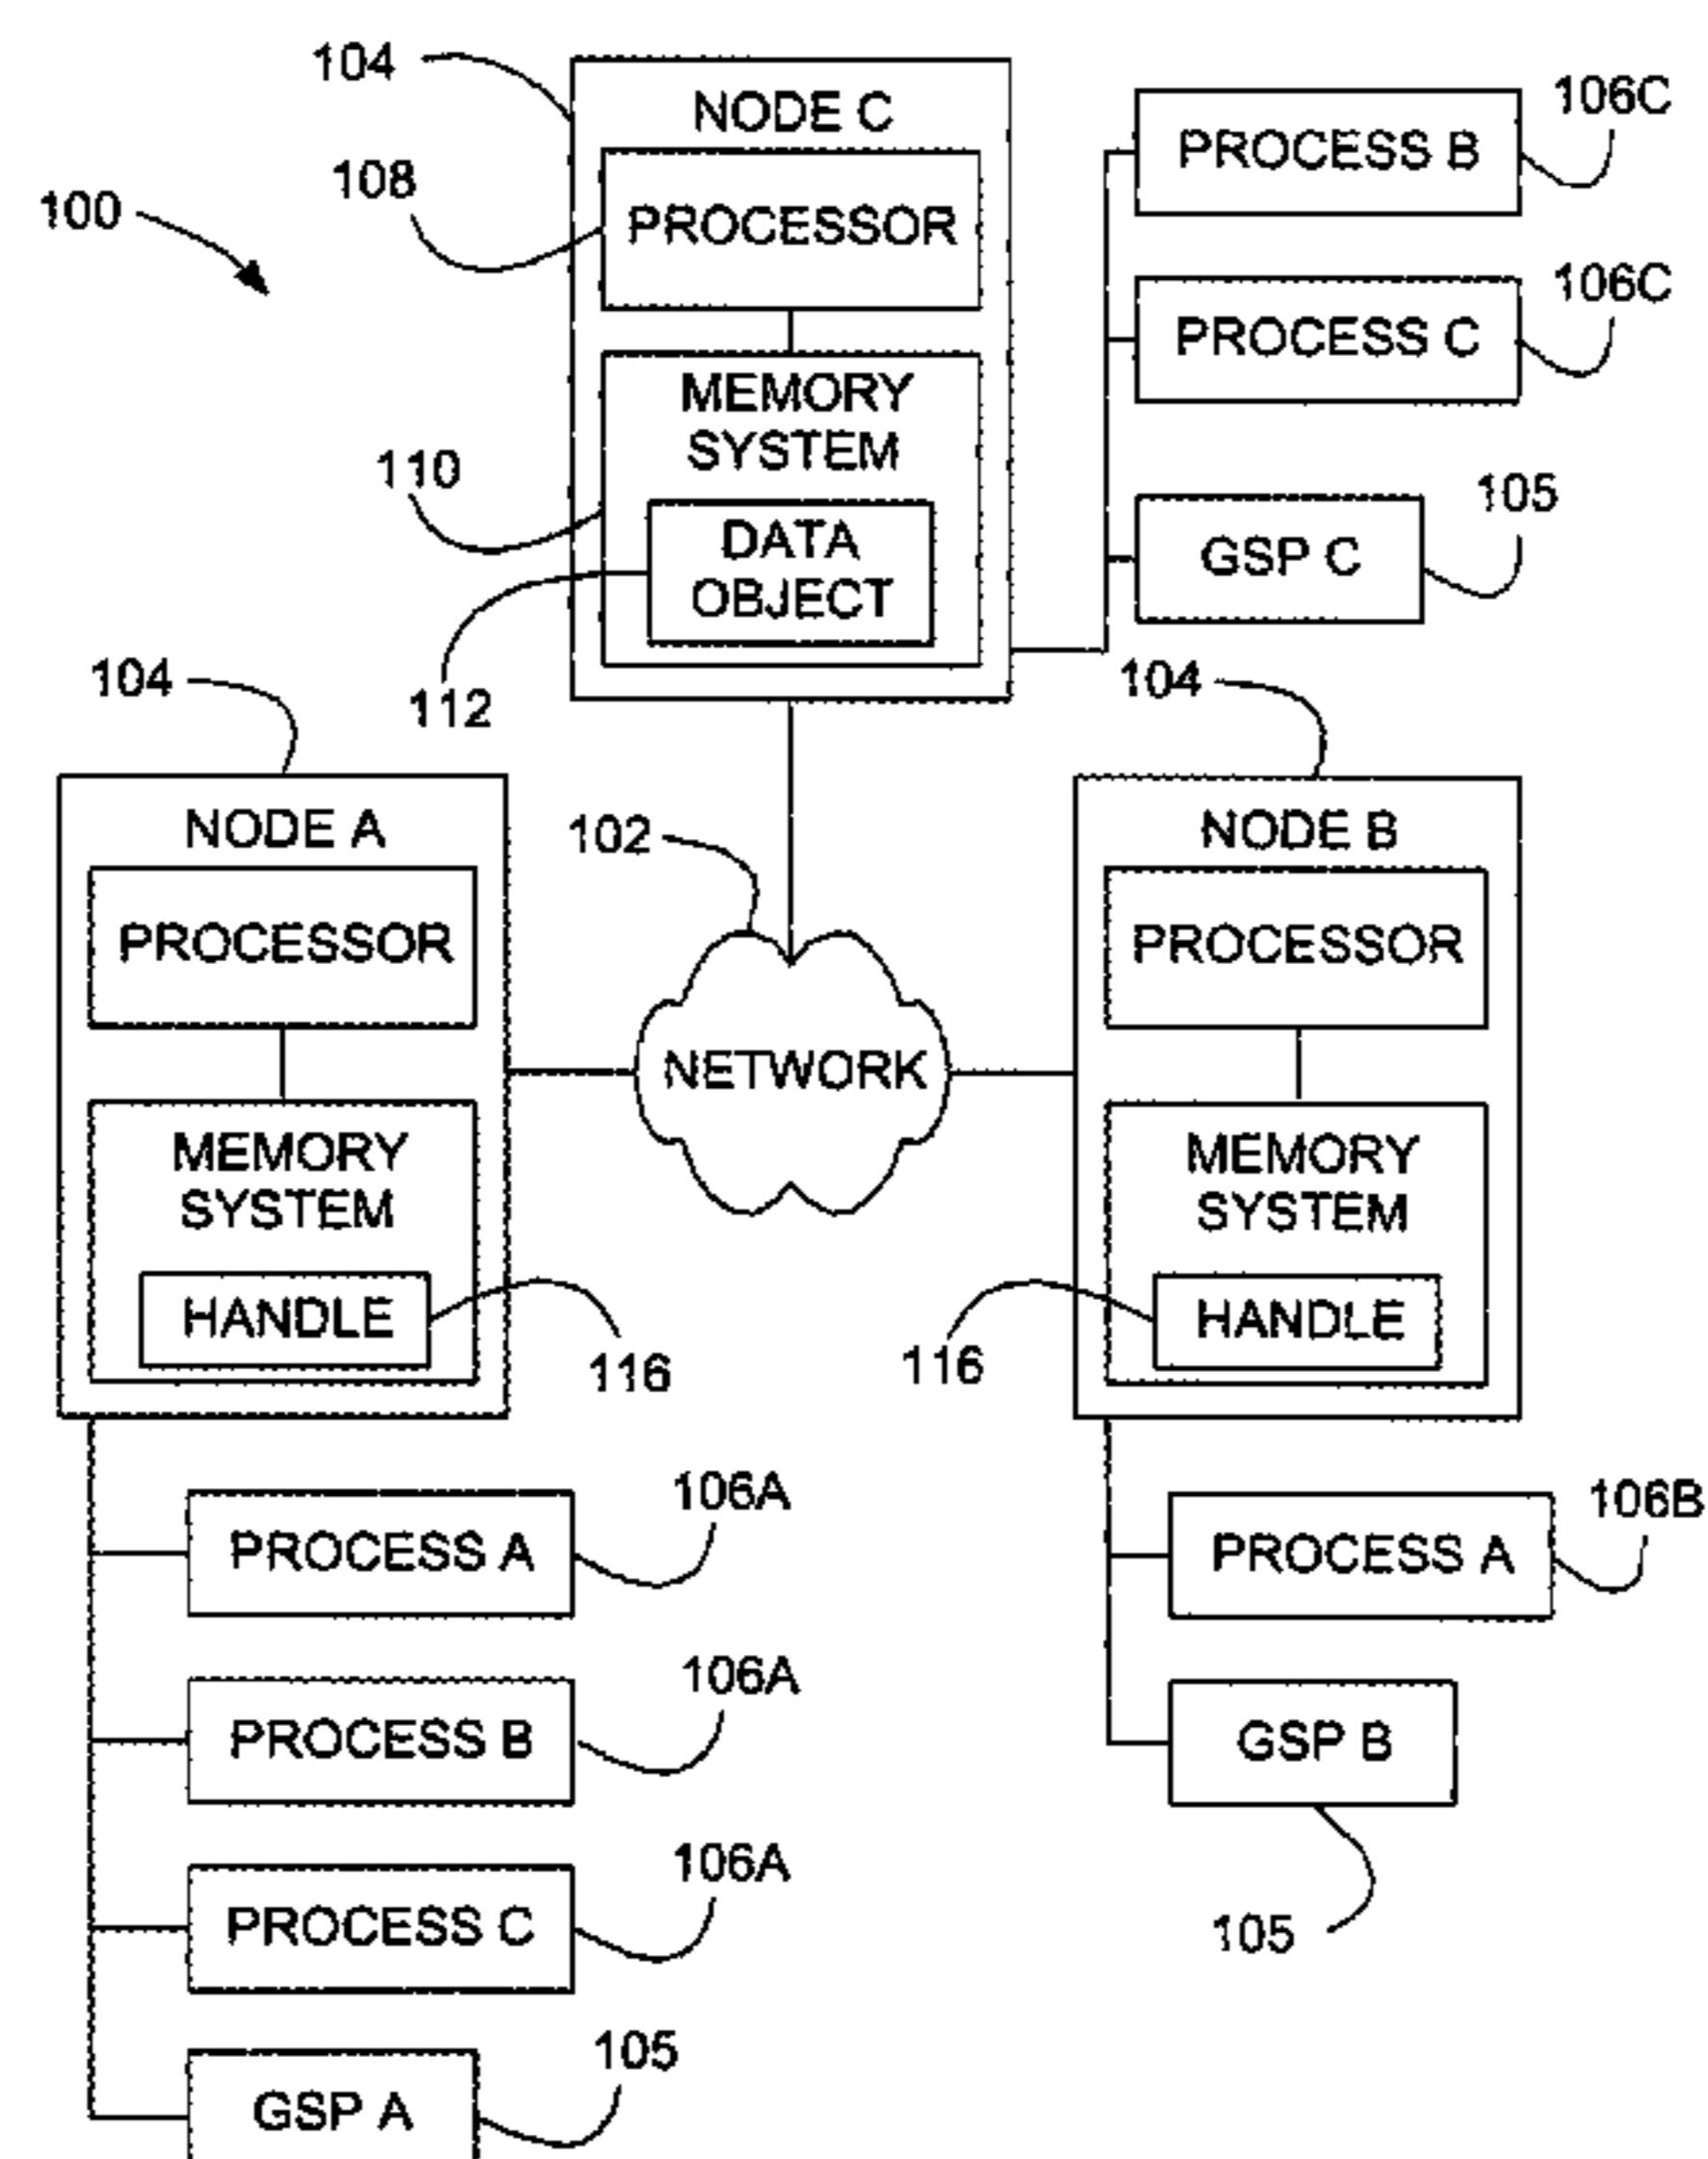 104
NODE C
106C
PROCESS B
108
100
PROCESSOR
106C
PROCESS C
MEMORY
SYSTEM
110
105
DATA
OBJECT
GSP C
104
112
104
NODE A
102
NODE B
PROCESSOR
PROCESSOR
NETWORK
MEMORY
SYSTEM
MEMORY
SYSTEM
HANDLE
116
116
HANDLE
106A
PROCESS A
106B
PROCESS A
106A
PROCESS B
GSP B
106A
PROCESS C
105
105
GSP A